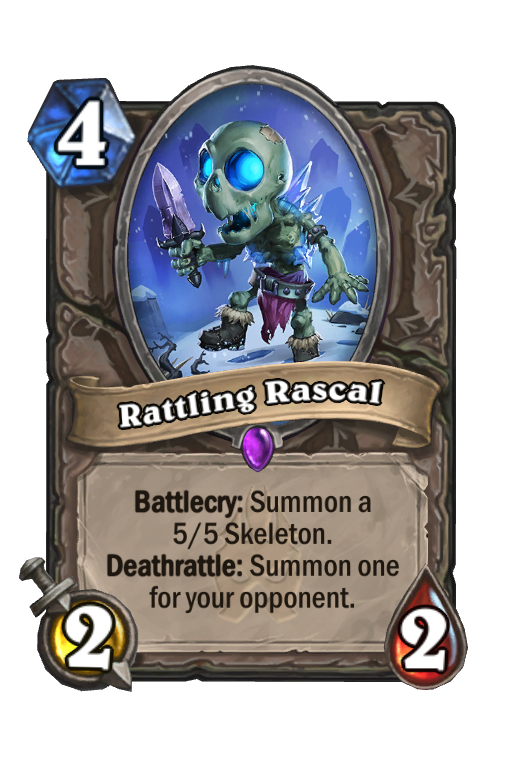 4
Rattling Rascal
Battlecry: Summon a
5/5 Skeleton.
Deathrattle: Summon one
for your opponent.
2
2